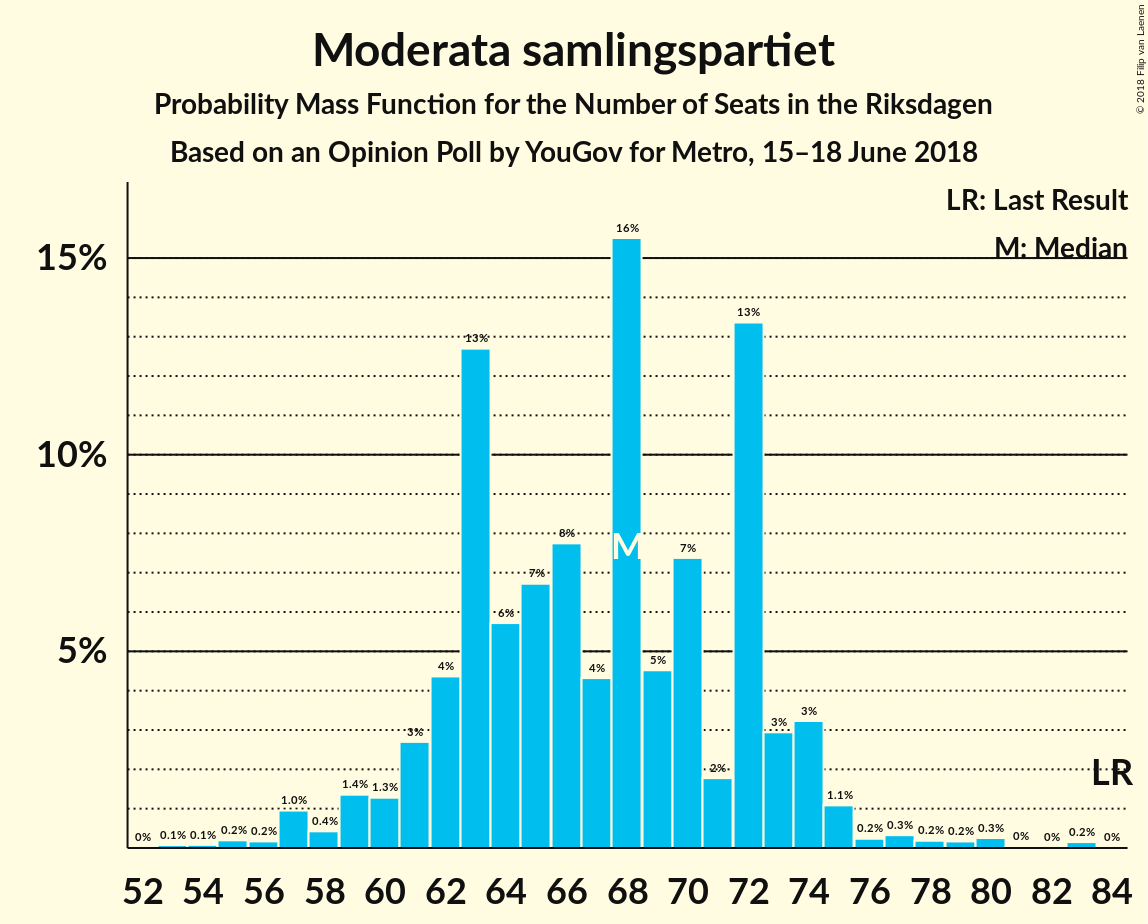 Moderata samlingspartiet
Probability Mass Function for the Number of Seats in the Riksdagen
Based on an Opinion Poll by YouGov for Metro, 15–18 June 2018
© 2018 Filip van Laenen
LR: Last Result
M: Median
15%
10%
5%
0% 0.1% 0.1% 0.2% 0.2% 1.0% 0.4% 1.4% 1.3% 3% 4% 13% 6% 7% 8% 4% 16% 5% 7% 2% 13% 3% 3% 1.1% 0.2% 0.3% 0.2% 0.2% 0.3% 0% 0% 0.2% 0%
M
LR
52 54 56 58 60 62 64 66 68 70 72 74 76 78 80 82 84